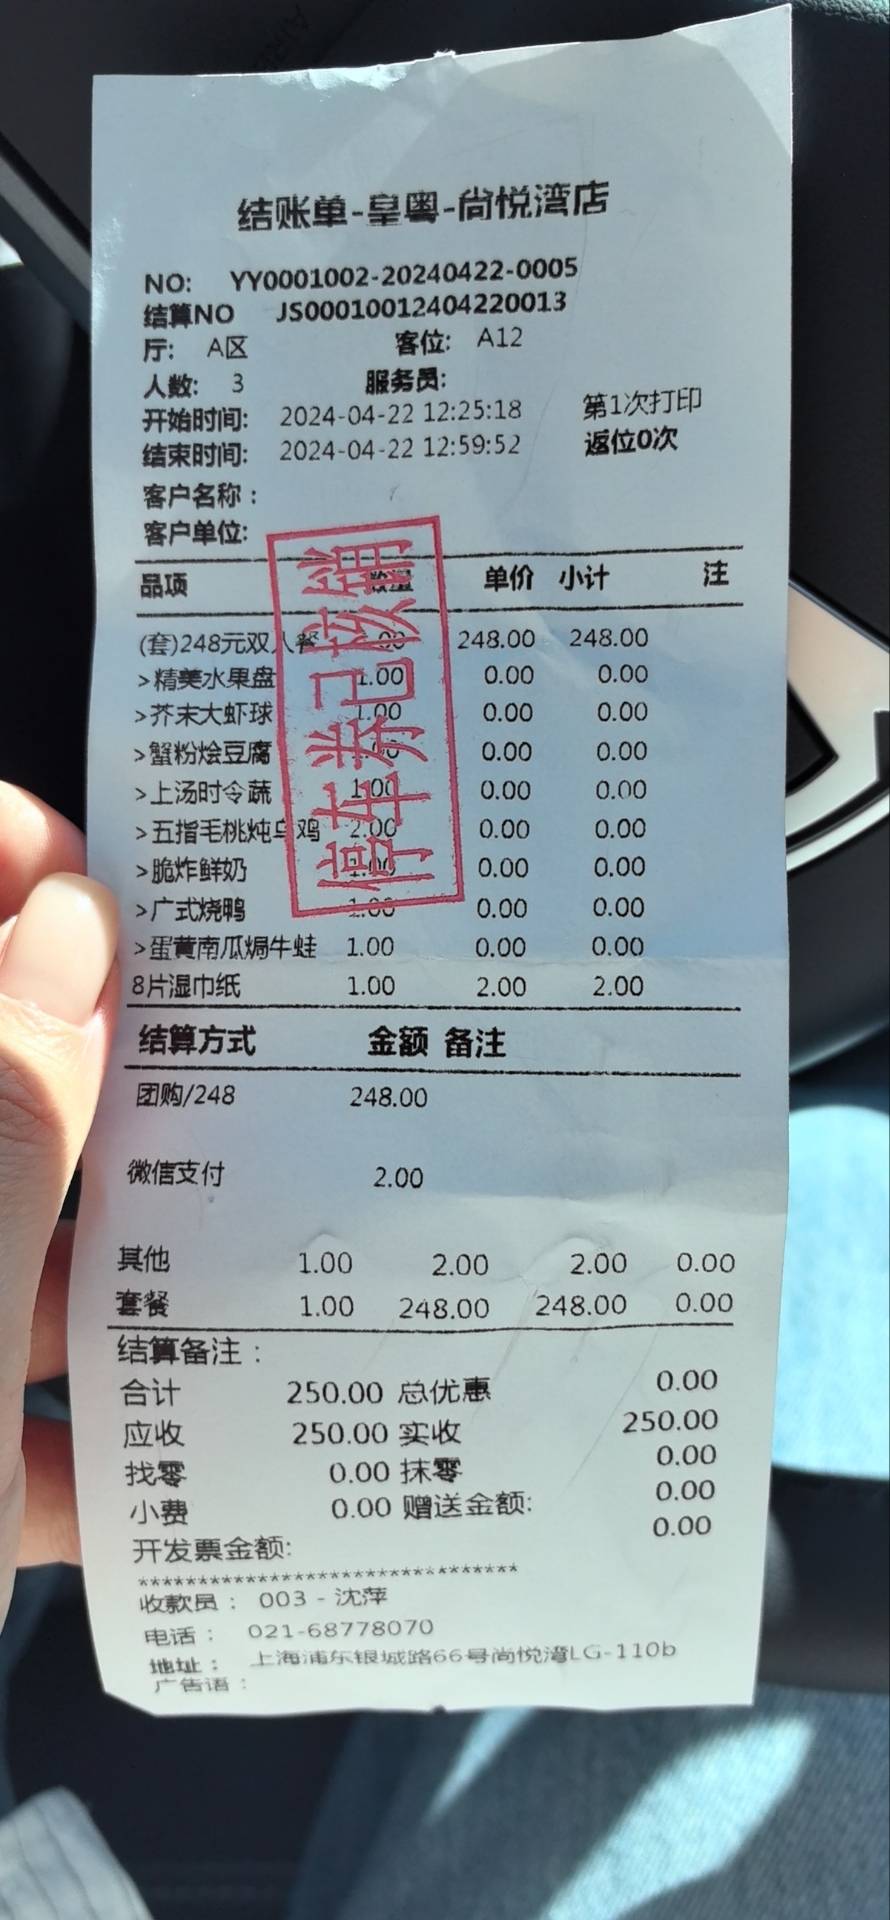 结账单-皇粤-尚悦湾店
NO: YY0001002-20240422-0005
结算NO JS00010012404220013
厅: A区 客位: A12
人数: 3 服务员:
开始时间: 2024-04-22 12:25:18 第1次打印
结束时间: 2024-04-22 12:59:52 返位0次
客户名称:
客户单位:
停车券已核销
品项 数量 单价 小计 注
(套)248元双人餐 248.00 248.00
>精美水果盘 1.00 0.00 0.00
>芥末大虾球 1.00 0.00 0.00
>蟹粉烩豆腐 0.00 0.00
>上汤时令蔬 1.00 0.00 0.00
>五指毛桃炖乌鸡 2.00 0.00 0.00
>脆炸鲜奶 1.00 0.00 0.00
>广式烧鸭 1.00 0.00 0.00
>蛋黄南瓜焗牛蛙 1.00 0.00 0.00
8片湿巾纸 1.00 2.00 2.00
结算方式 金额 备注
团购/248 248.00
微信支付 2.00
其他 1.00 2.00 2.00 0.00
套餐 1.00 248.00 248.00 0.00
结算备注:
合计 250.00 总优惠 0.00
应收 250.00 实收 250.00
找零 0.00 抹零 0.00
小费 0.00 赠送金额: 0.00
开发票金额: 0.00
********************************
收款员: 003 - 沈萍
电话: 021-68778070
地址: 上海浦东银城路66号尚悦湾LG-110b
广告语: